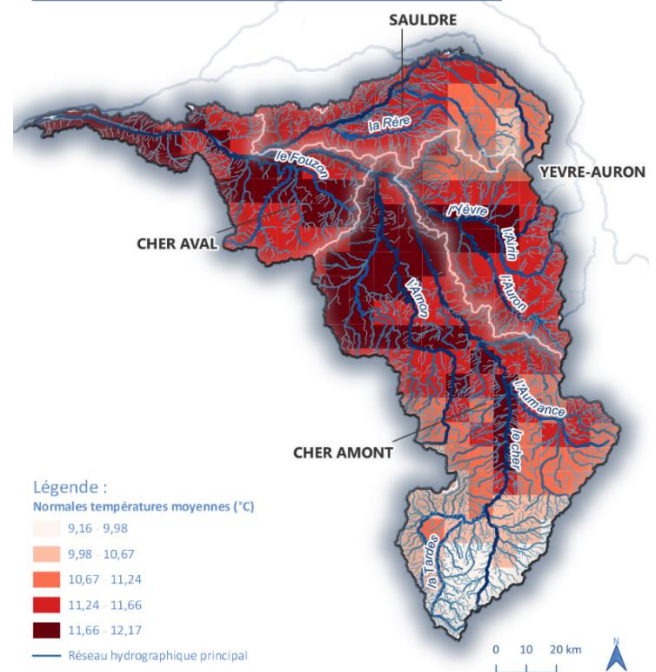 SAULDRE
la Rère
le Fouzon
YEVRE-AURON
l'Yèvre
CHER AVAL
l'Airin
l'Auron
l'Arnon
l'Aumance
CHER AMONT
le cher
la Tardes
Légende :
Normales températures moyennes (°C)
9,16 - 9,98
9,98 - 10,67
10,67 - 11,24
11,24 - 11,66
11,66 - 12,17
Réseau hydrographique principal
0 10 20 km
N